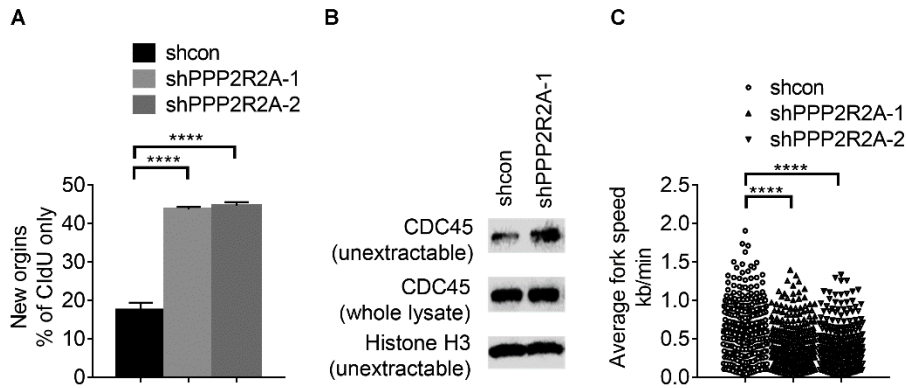 A
shcon
shPPP2R2A-1
shPPP2R2A-2
****
****
New orgins
% of CldU only
50
40
30
20
10
0
B
shcon
shPPP2R2A-1
CDC45
(unextractable)
CDC45
(whole lysate)
Histone H3
(unextractable)
C
shcon
shPPP2R2A-1
shPPP2R2A-2
****
****
Average fork speed
kb/min
2.5
2.0
1.5
1.0
0.5
0.0